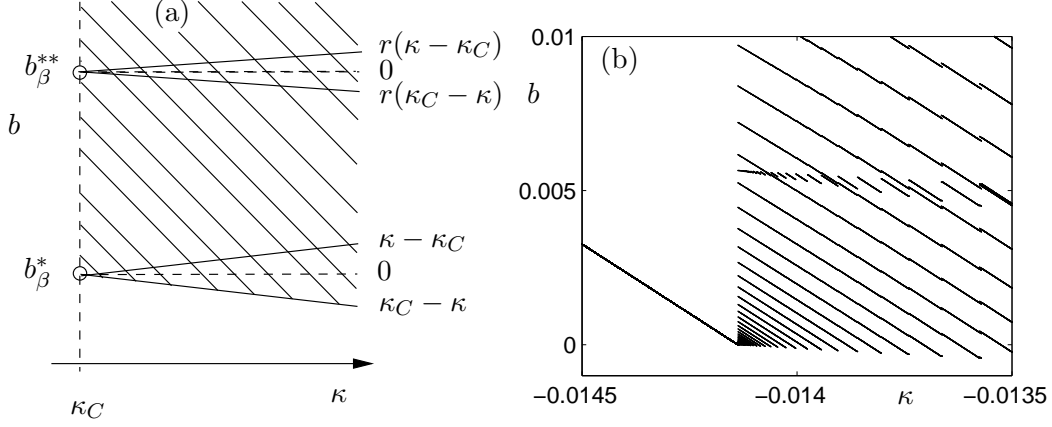 (a)
r(κ − κ_C)
b_β^{**}
0
r(κ_C − κ)
b
κ − κ_C
b_β^*
0
κ_C − κ
κ_C
κ
0.01
(b)
b
0.005
0
−0.0145
−0.014
κ
−0.0135